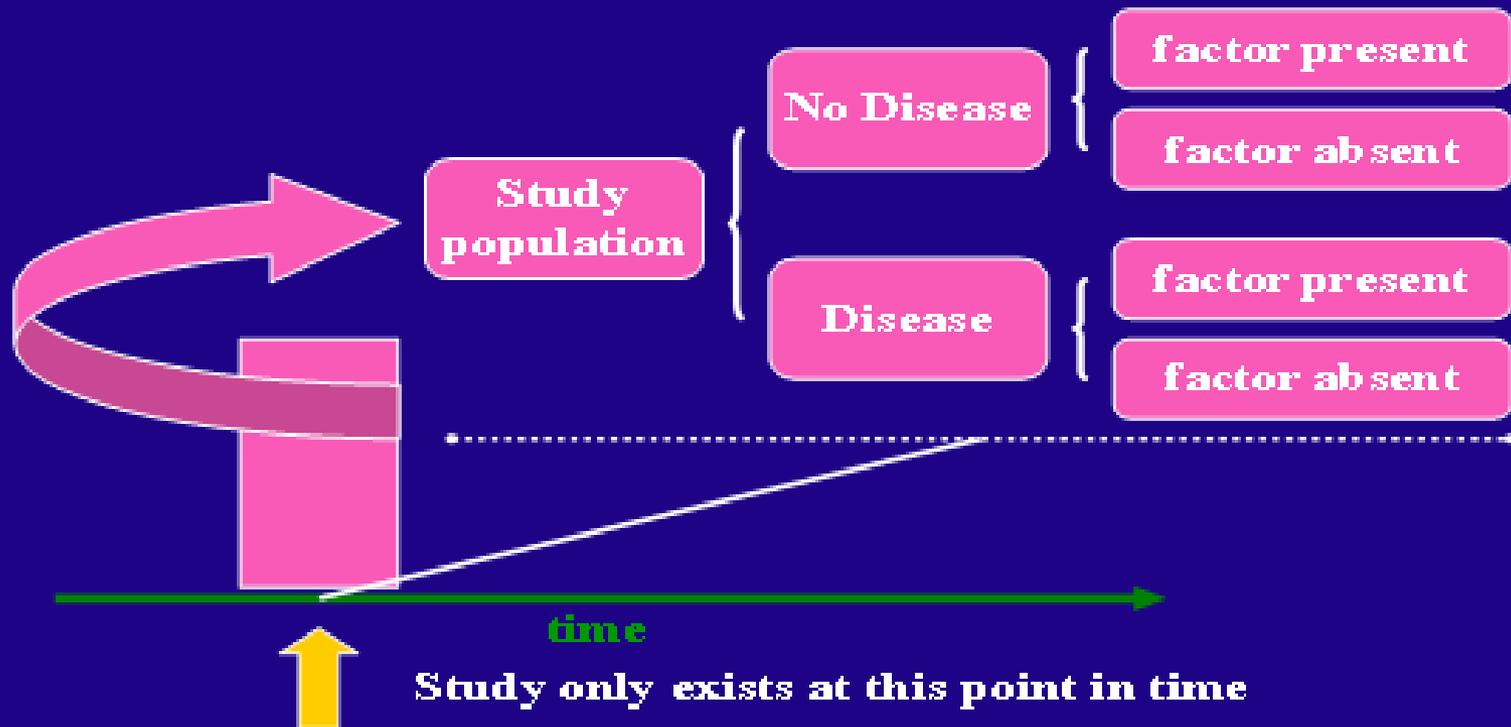 factor present
No Disease
factor absent
Study
population
factor present
Disease
factor absent
time
Study only exists at this point in time